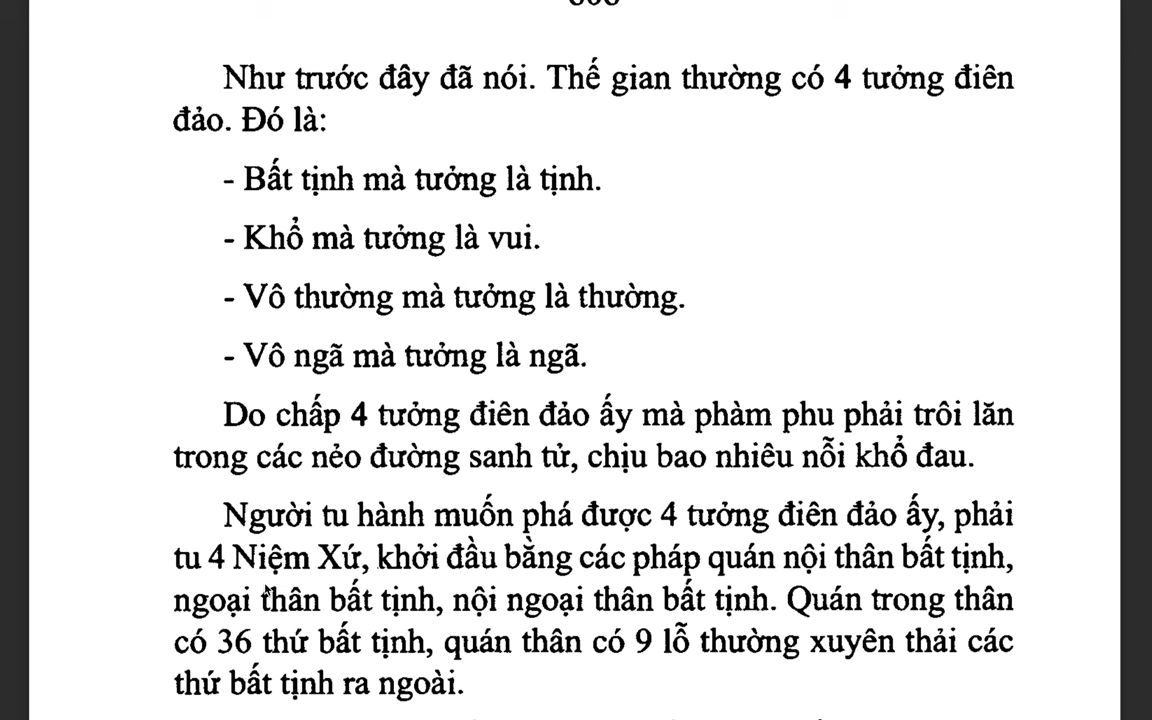 Như trước đây đã nói. Thế gian thường có 4 tưởng điên
đảo. Đó là:
- Bất tịnh mà tưởng là tịnh.
- Khổ mà tưởng là vui.
- Vô thường mà tưởng là thường.
- Vô ngã mà tưởng là ngã.
Do chấp 4 tưởng điên đảo ấy mà phàm phu phải trôi lăn
trong các nẻo đường sanh tử, chịu bao nhiêu nỗi khổ đau.
Người tu hành muốn phá được 4 tưởng điên đảo ấy, phải
tu 4 Niệm Xứ, khởi đầu bằng các pháp quán nội thân bất tịnh,
ngoại thân bất tịnh, nội ngoại thân bất tịnh. Quán trong thân
có 36 thứ bất tịnh, quán thân có 9 lỗ thường xuyên thải các
thứ bất tịnh ra ngoài.